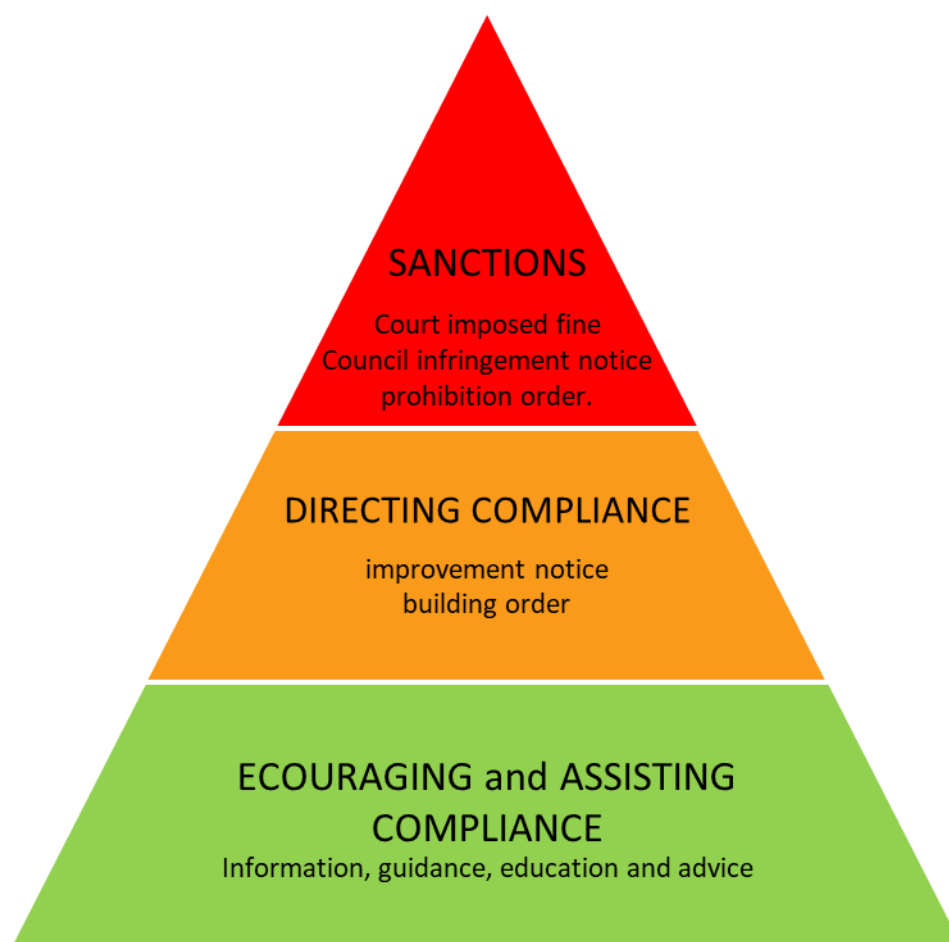 SANCTIONS
Court imposed fine
Council infringement notice
prohibition order.
DIRECTING COMPLIANCE
improvement notice
building order
ECOURAGING and ASSISTING
COMPLIANCE
Information, guidance, education and advice